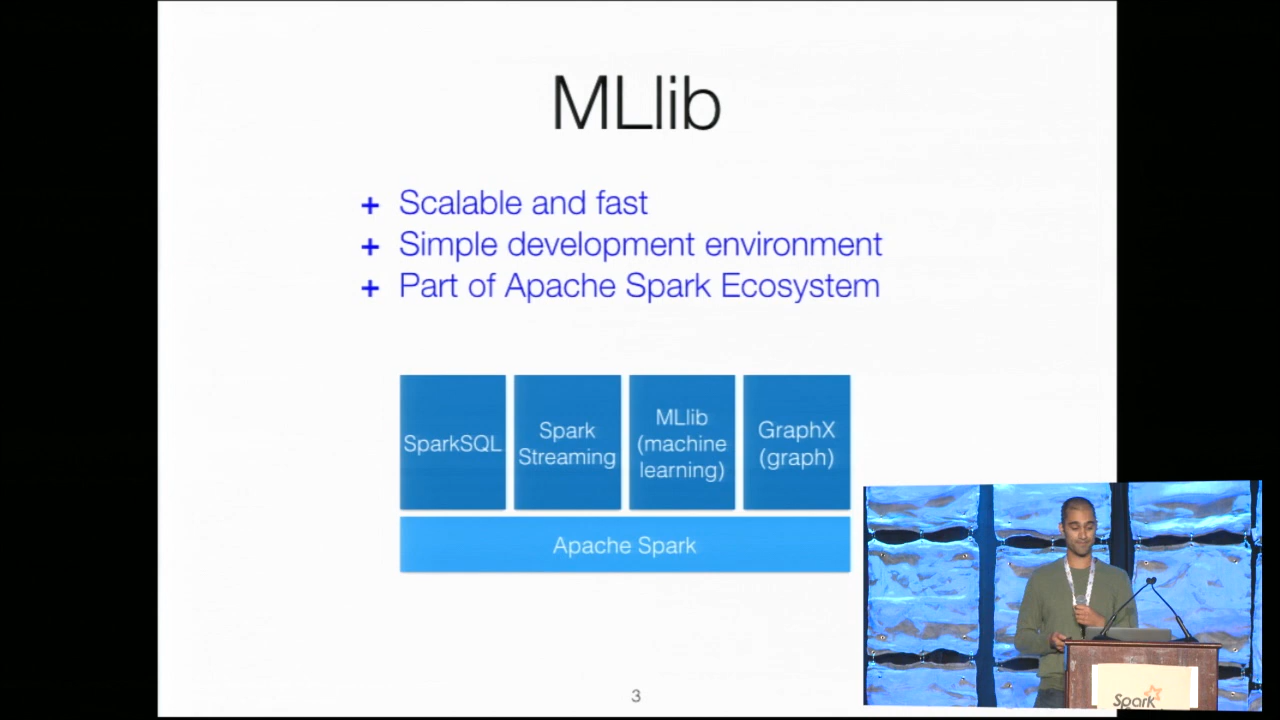 MLlib
+ Scalable and fast
+ Simple development environment
+ Part of Apache Spark Ecosystem
SparkSQL
Spark
Streaming
MLlib
(machine
learning)
GraphX
(graph)
Apache Spark
3
Spark